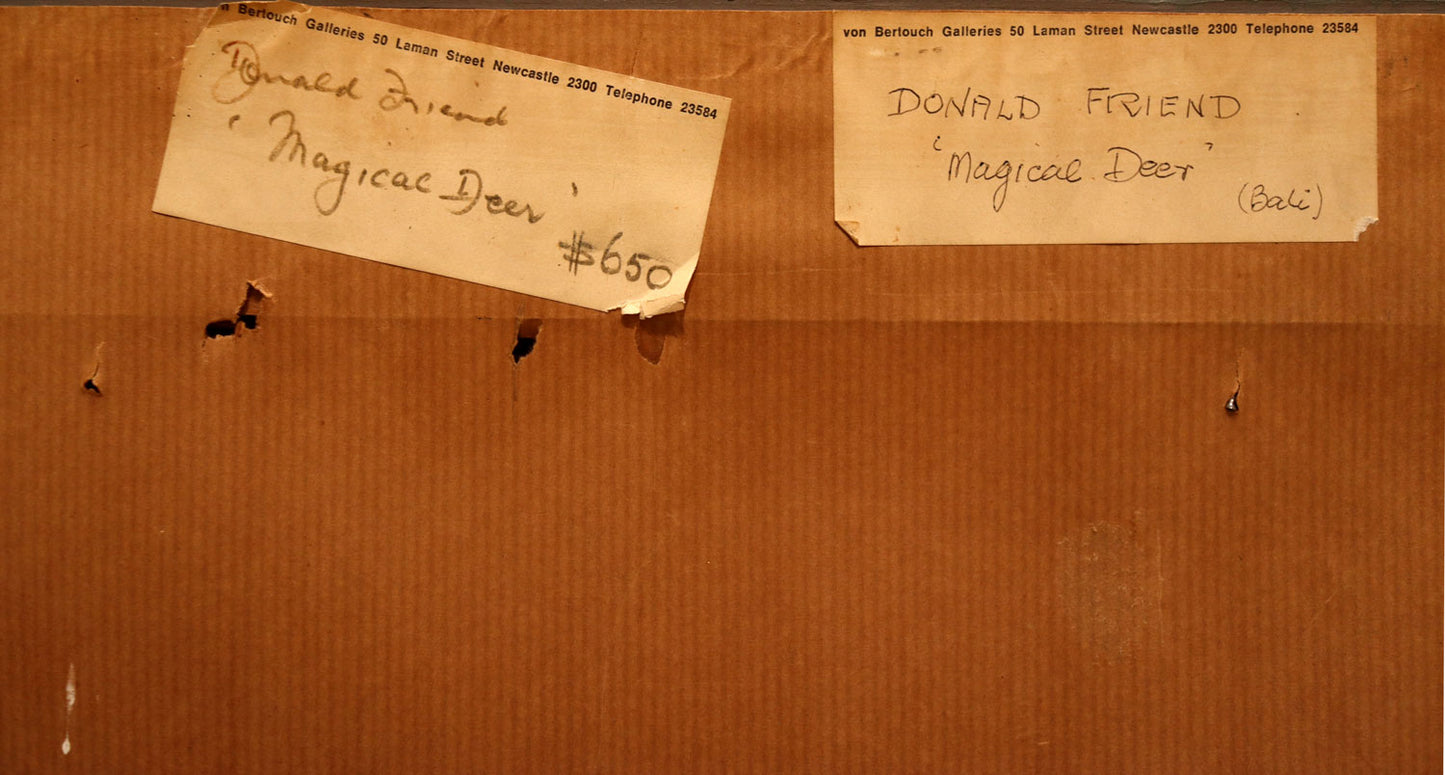 n Bertouch Galleries 50 Laman Street Newcastle 2300 Telephone 23584
Donald Friend
'Magical Deer'
$650
von Bertouch Galleries 50 Laman Street Newcastle 2300 Telephone 23584
DONALD FRIEND
'Magical Deer'
(Bali)